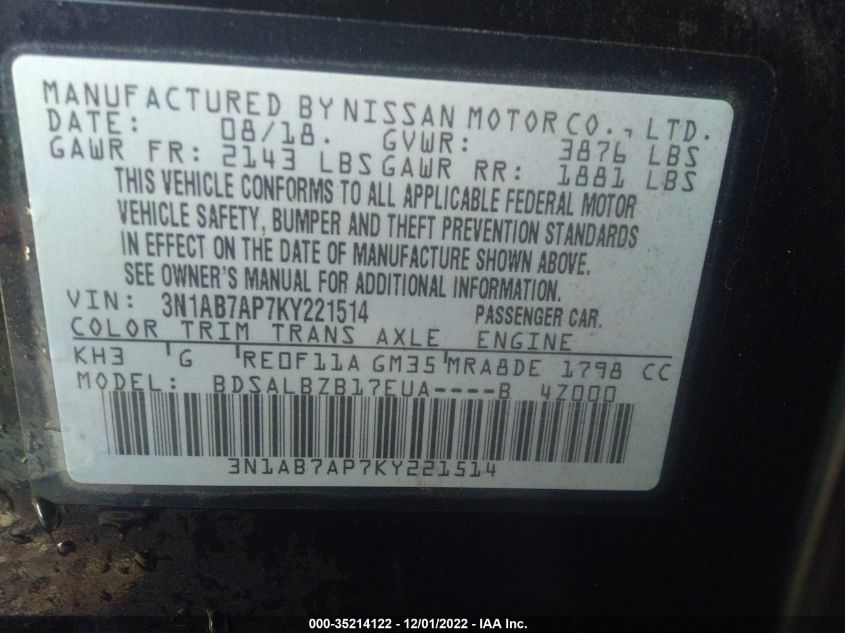 MANUFACTURED BY NISSAN MOTOR CO., LTD.
DATE: 08/18. GVWR: 3876 LBS
GAWR FR: 2143 LBS GAWR RR: 1881 LBS
THIS VEHICLE CONFORMS TO ALL APPLICABLE FEDERAL MOTOR
VEHICLE SAFETY, BUMPER AND THEFT PREVENTION STANDARDS
IN EFFECT ON THE DATE OF MANUFACTURE SHOWN ABOVE.
SEE OWNER'S MANUAL FOR ADDITIONAL INFORMATION.
VIN: 3N1AB7AP7KY221514 PASSENGER CAR.
COLOR TRIM TRANS AXLE ENGINE
KH3 G RE0F11A GM35 MRA8DE 1798 CC
MODEL: BDSALBZB17EUA----B 4Z000
3N1AB7AP7KY221514
000-35214122 - 12/01/2022 - IAA Inc.